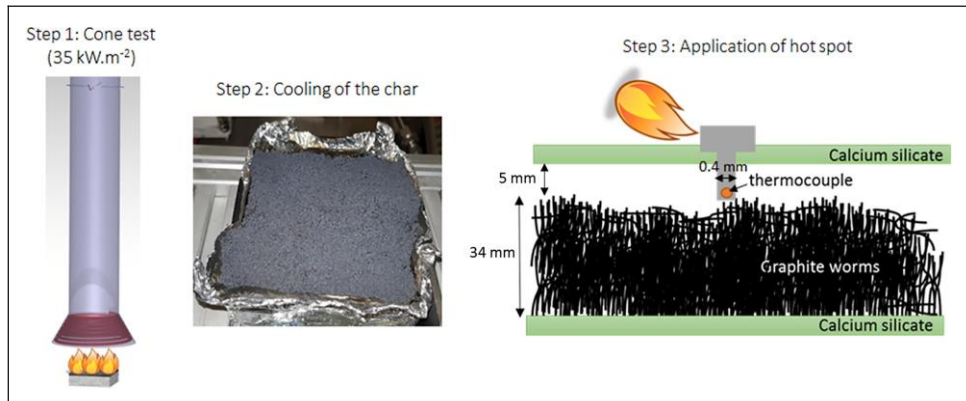 Step 1: Cone test
(35 kW.m-2)
Step 2: Cooling of the char
Step 3: Application of hot spot
Calcium silicate
0.4 mm
5 mm
thermocouple
34 mm
Graphite worms
Calcium silicate